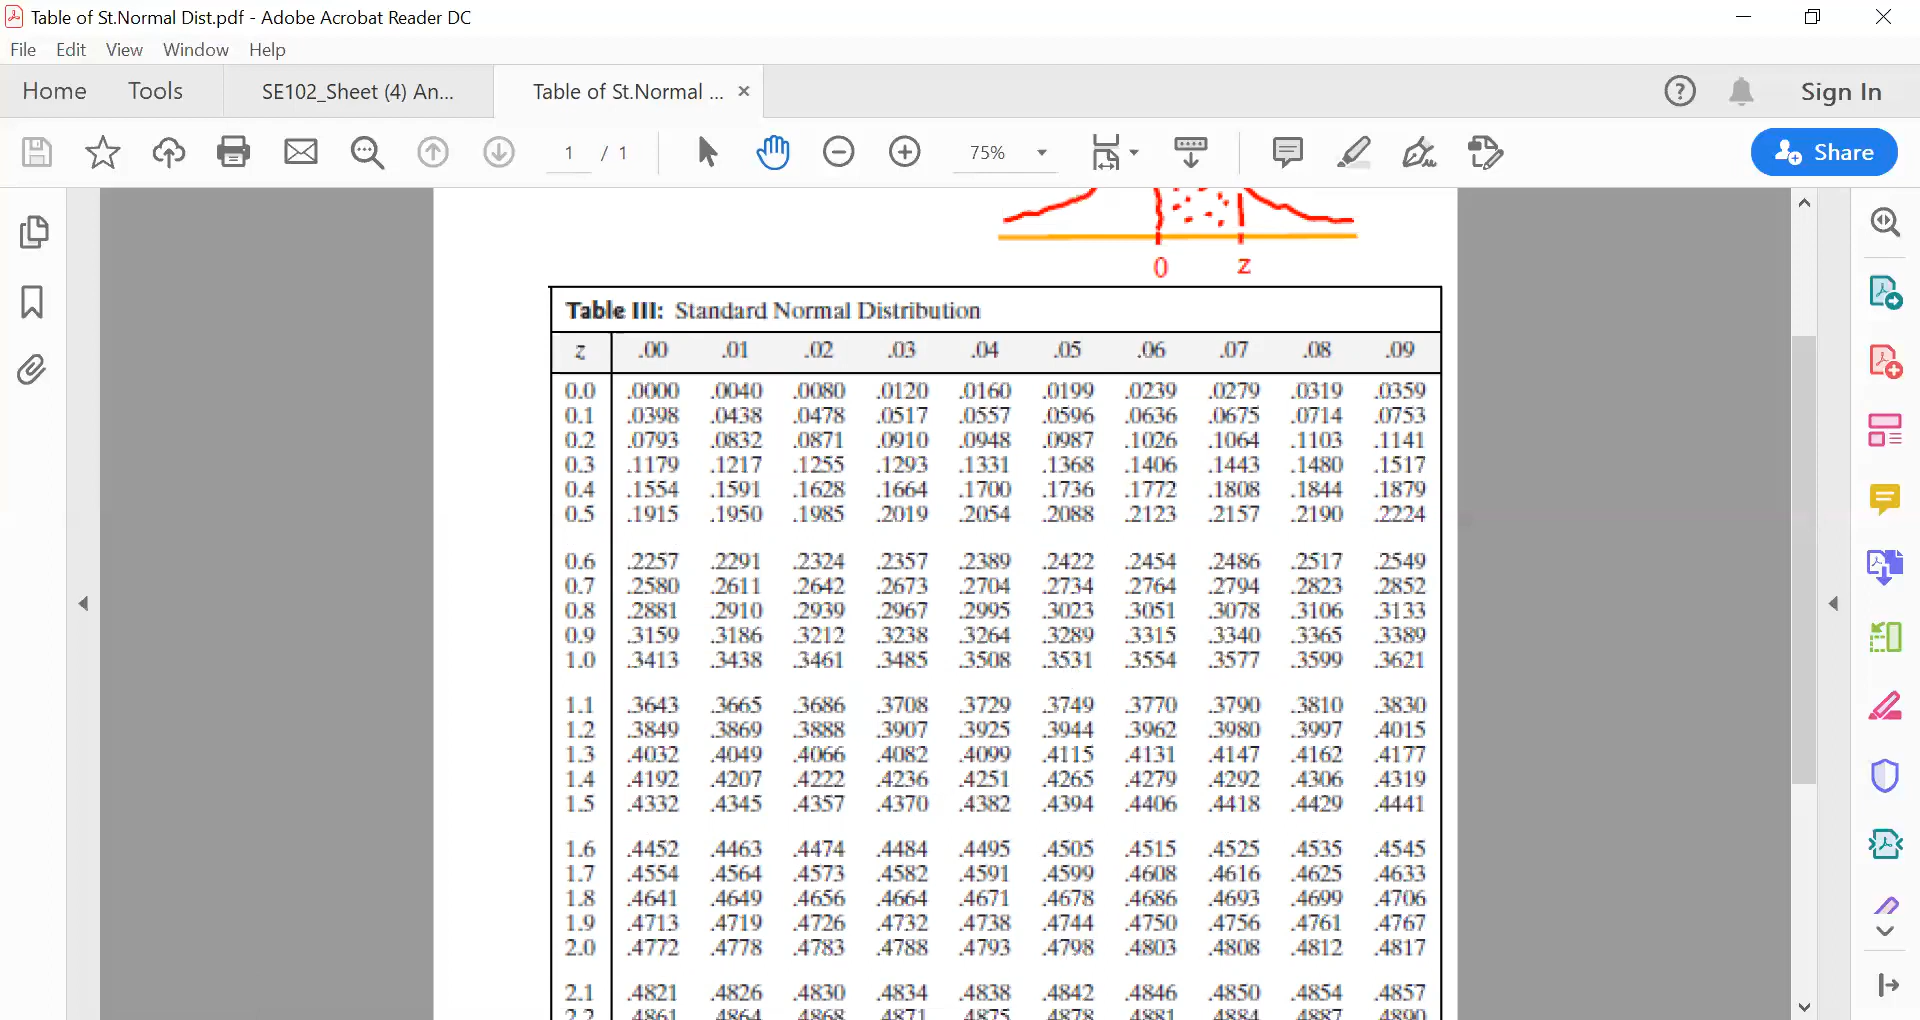 Table of St.Normal Dist.pdf - Adobe Acrobat Reader DC
File Edit View Window Help
Home Tools SE102_Sheet (4) An... Table of St.Normal ... × ? Sign In
1 / 1 75% Share
0 z
Table III: Standard Normal Distribution
z .00 .01 .02 .03 .04 .05 .06 .07 .08 .09
0.0 .0000 .0040 .0080 .0120 .0160 .0199 .0239 .0279 .0319 .0359
0.1 .0398 .0438 .0478 .0517 .0557 .0596 .0636 .0675 .0714 .0753
0.2 .0793 .0832 .0871 .0910 .0948 .0987 .1026 .1064 .1103 .1141
0.3 .1179 .1217 .1255 .1293 .1331 .1368 .1406 .1443 .1480 .1517
0.4 .1554 .1591 .1628 .1664 .1700 .1736 .1772 .1808 .1844 .1879
0.5 .1915 .1950 .1985 .2019 .2054 .2088 .2123 .2157 .2190 .2224
0.6 .2257 .2291 .2324 .2357 .2389 .2422 .2454 .2486 .2517 .2549
0.7 .2580 .2611 .2642 .2673 .2704 .2734 .2764 .2794 .2823 .2852
0.8 .2881 .2910 .2939 .2967 .2995 .3023 .3051 .3078 .3106 .3133
0.9 .3159 .3186 .3212 .3238 .3264 .3289 .3315 .3340 .3365 .3389
1.0 .3413 .3438 .3461 .3485 .3508 .3531 .3554 .3577 .3599 .3621
1.1 .3643 .3665 .3686 .3708 .3729 .3749 .3770 .3790 .3810 .3830
1.2 .3849 .3869 .3888 .3907 .3925 .3944 .3962 .3980 .3997 .4015
1.3 .4032 .4049 .4066 .4082 .4099 .4115 .4131 .4147 .4162 .4177
1.4 .4192 .4207 .4222 .4236 .4251 .4265 .4279 .4292 .4306 .4319
1.5 .4332 .4345 .4357 .4370 .4382 .4394 .4406 .4418 .4429 .4441
1.6 .4452 .4463 .4474 .4484 .4495 .4505 .4515 .4525 .4535 .4545
1.7 .4554 .4564 .4573 .4582 .4591 .4599 .4608 .4616 .4625 .4633
1.8 .4641 .4649 .4656 .4664 .4671 .4678 .4686 .4693 .4699 .4706
1.9 .4713 .4719 .4726 .4732 .4738 .4744 .4750 .4756 .4761 .4767
2.0 .4772 .4778 .4783 .4788 .4793 .4798 .4803 .4808 .4812 .4817
2.1 .4821 .4826 .4830 .4834 .4838 .4842 .4846 .4850 .4854 .4857
2.2 .4861 .4864 .4868 .4871 .4875 .4878 .4881 .4884 .4887 .4890